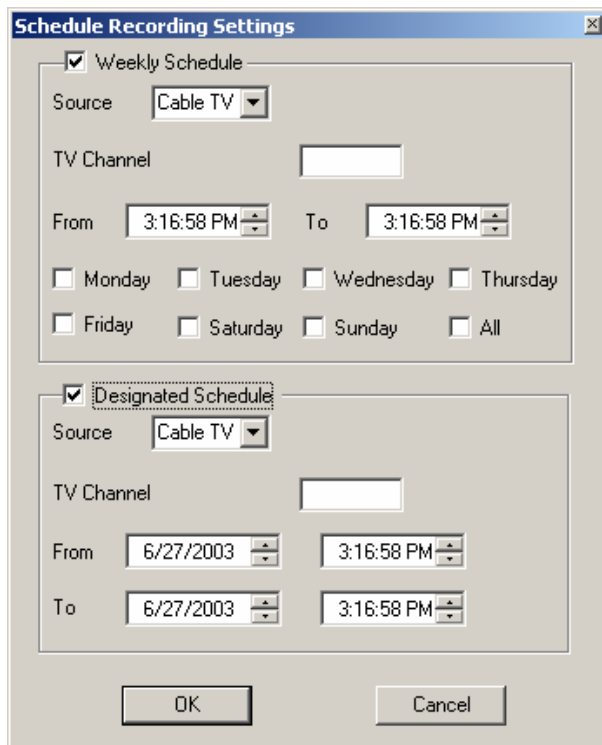 Schedule Recording Settings
Weekly Schedule
Source Cable TV
TV Channel
From 3:16:58 PM To 3:16:58 PM
Monday Tuesday Wednesday Thursday
Friday Saturday Sunday All
Designated Schedule
Source Cable TV
TV Channel
From 6/27/2003 3:16:58 PM
To 6/27/2003 3:16:58 PM
OK Cancel